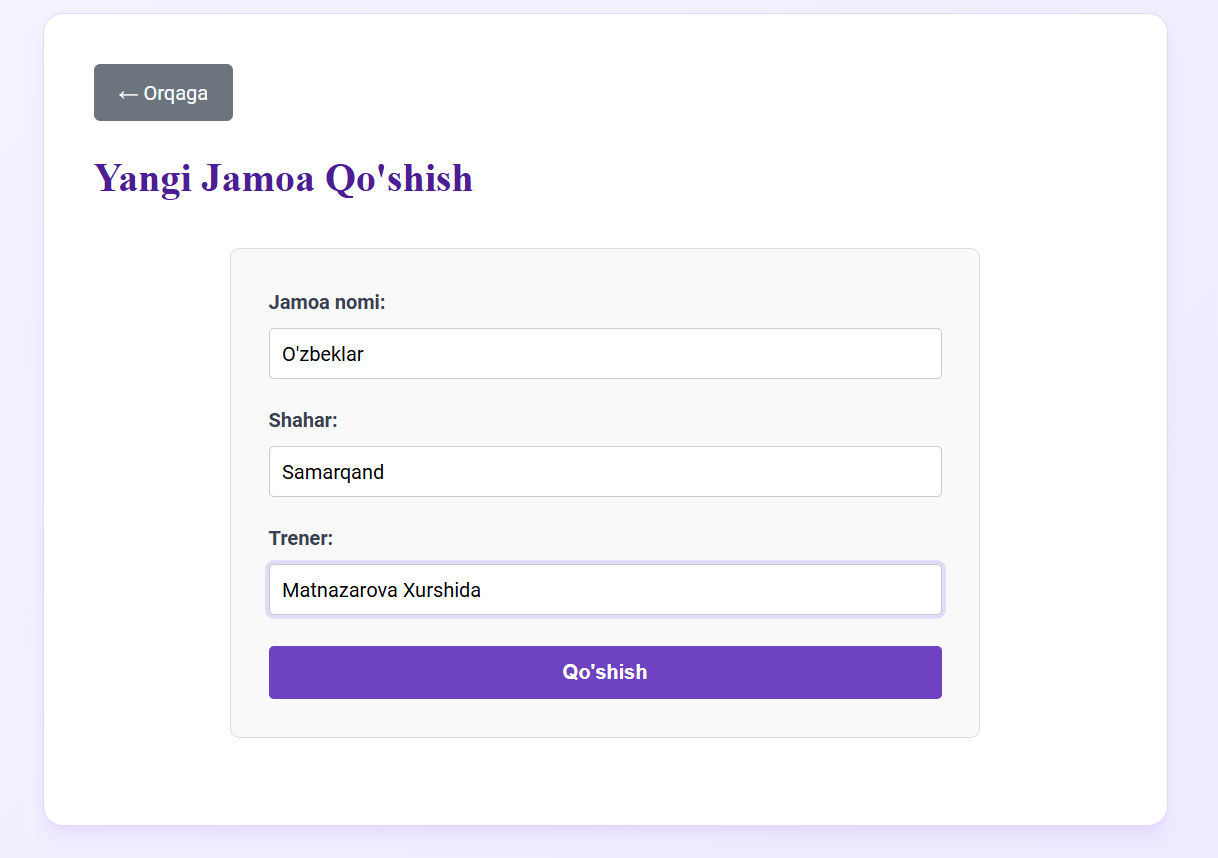 ← Orqaga
Yangi Jamoa Qo'shish
Jamoa nomi:
O'zbeklar
Shahar:
Samarqand
Trener:
Matnazarova Xurshida
Qo'shish